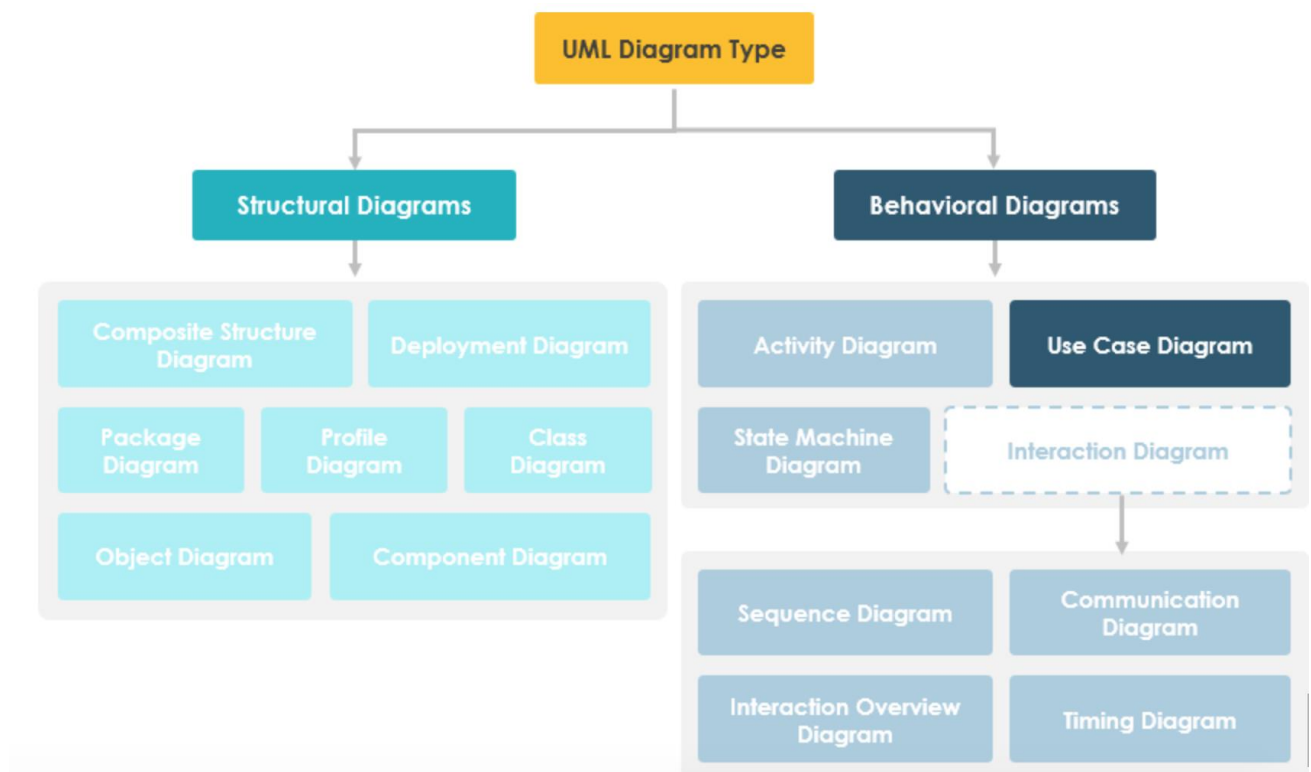 UML Diagram Type
Structural Diagrams
Behavioral Diagrams
Composite Structure
Diagram
Deployment Diagram
Package
Diagram
Profile
Diagram
Class
Diagram
Object Diagram
Component Diagram
Activity Diagram
Use Case Diagram
State Machine
Diagram
Interaction Diagram
Sequence Diagram
Communication
Diagram
Interaction Overview
Diagram
Timing Diagram